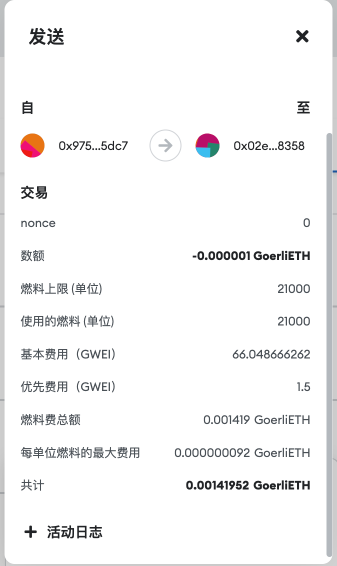 发送
自 至
0x975...5dc7 0x02e...8358
交易
nonce 0
数额 -0.000001 GoerliETH
燃料上限 (单位) 21000
使用的燃料 (单位) 21000
基本费用（GWEI） 66.048666262
优先费用（GWEI） 1.5
燃料费总额 0.001419 GoerliETH
每单位燃料的最大费用 0.000000092 GoerliETH
共计 0.00141952 GoerliETH
活动日志